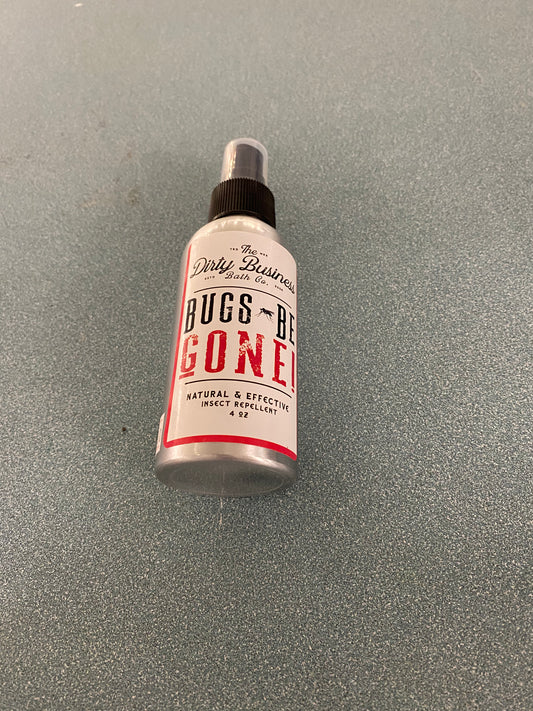 The
Dirty Business
Bath Co.
BUGS BE
GONE!
NATURAL & EFFECTIVE
INSECT REPELLENT
4 OZ